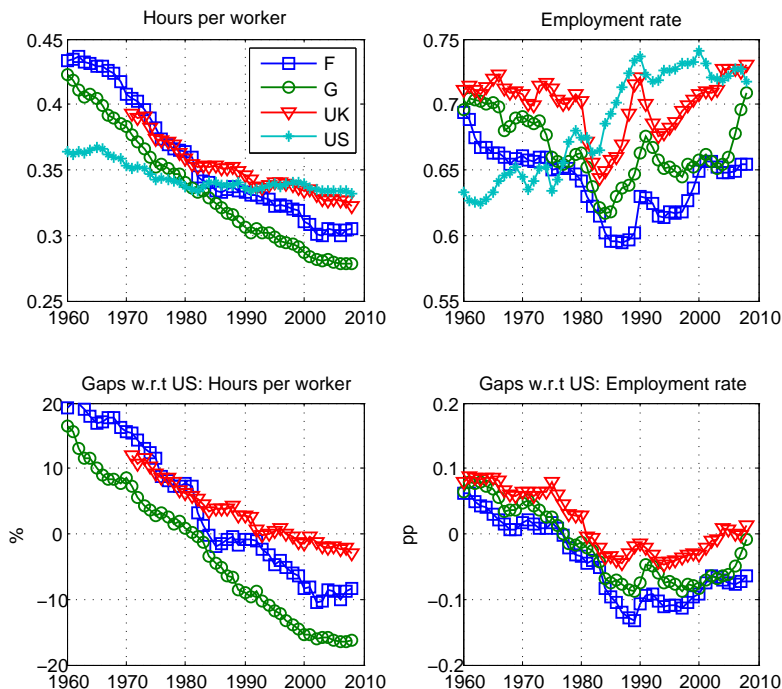 Hours per worker
0.45
0.4
0.35
0.3
0.25
1960 1970 1980 1990 2000 2010
F
G
UK
US
Employment rate
0.75
0.7
0.65
0.6
0.55
1960 1970 1980 1990 2000 2010
Gaps w.r.t US: Hours per worker
20
10
0
−10
−20
%
1960 1970 1980 1990 2000 2010
Gaps w.r.t US: Employment rate
0.2
0.1
0
−0.1
−0.2
pp
1960 1970 1980 1990 2000 2010